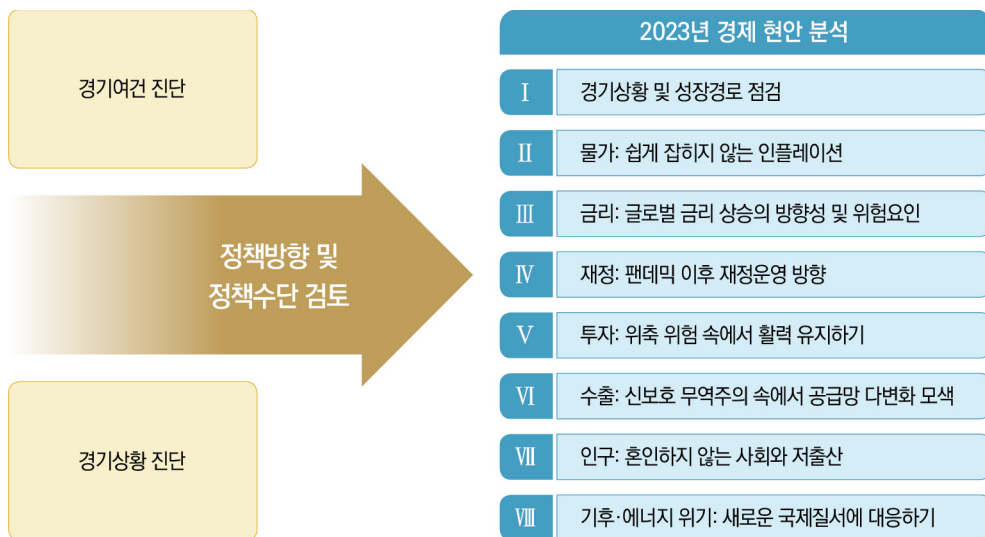 경기여건 진단
정책방향 및
정책수단 검토
경기상황 진단
2023년 경제 현안 분석
Ⅰ 경기상황 및 성장경로 점검
Ⅱ 물가: 쉽게 잡히지 않는 인플레이션
Ⅲ 금리: 글로벌 금리 상승의 방향성 및 위험요인
Ⅳ 재정: 팬데믹 이후 재정운영 방향
Ⅴ 투자: 위축 위험 속에서 활력 유지하기
Ⅵ 수출: 신보호 무역주의 속에서 공급망 다변화 모색
Ⅶ 인구: 혼인하지 않는 사회와 저출산
Ⅷ 기후·에너지 위기: 새로운 국제질서에 대응하기